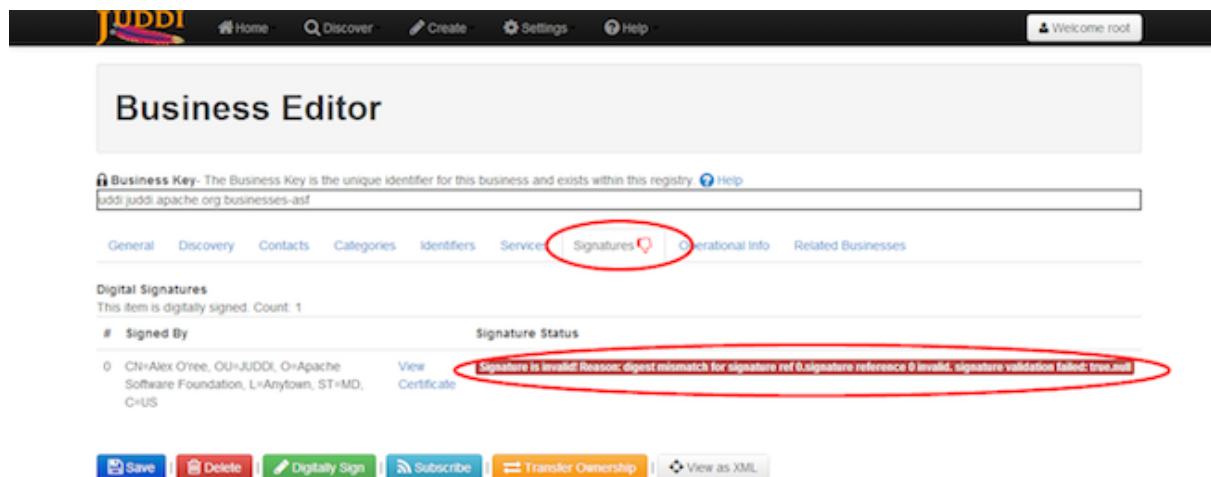 jUDDI Home Discover Create Settings Help Welcome root
Business Editor
Business Key- The Business Key is the unique identifier for this business and exists within this registry. Help
uddi:juddi.apache.org:businesses-asf
General Discovery Contacts Categories Identifiers Services Signatures Operational Info Related Businesses
Digital Signatures
This item is digitally signed. Count: 1
# Signed By Signature Status
0 CN=Alex O'ree, OU=JUDDI, O=Apache View Signature is invalid! Reason: digest mismatch for signature ref 0.signature reference 0 invalid. signature validation failed: true.null
Software Foundation, L=Anytown, ST=MD, Certificate
C=US
Save | Delete | Digitally Sign | Subscribe | Transfer Ownership | View as XML